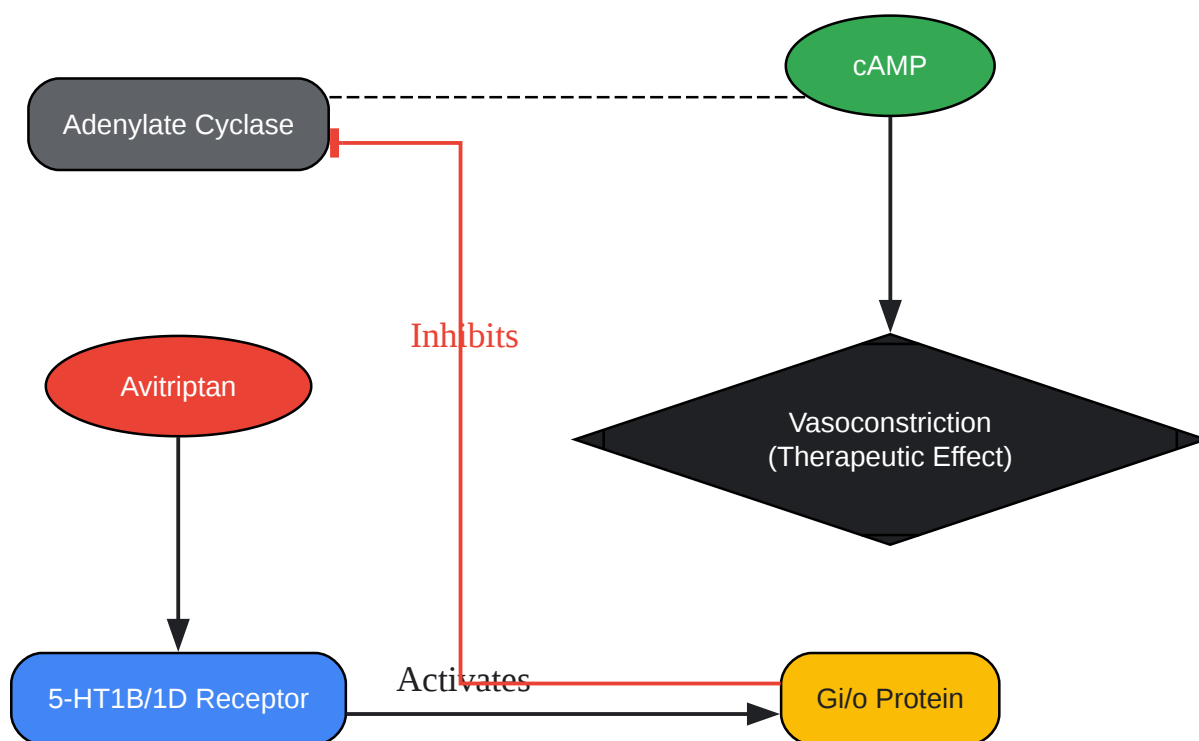 cAMP
Adenylate Cyclase
Inhibits
Avitriptan
Vasoconstriction
(Therapeutic Effect)
5-HT1B/1D Receptor
Activates
Gi/o Protein